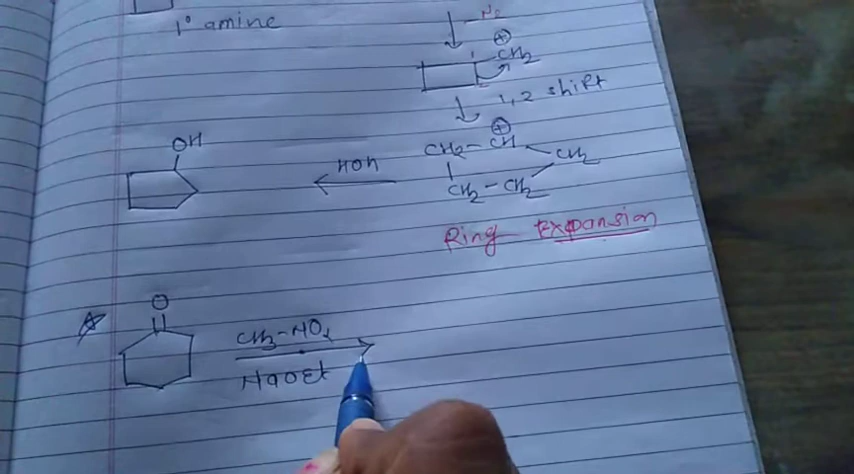 1° amine
-N2
⊕
CH2
1,2 shift
⊕
CH2-CH
CH2
CH2-CH2
HOH
OH
Ring Expansion
O
CH3-NO2
NaOEt